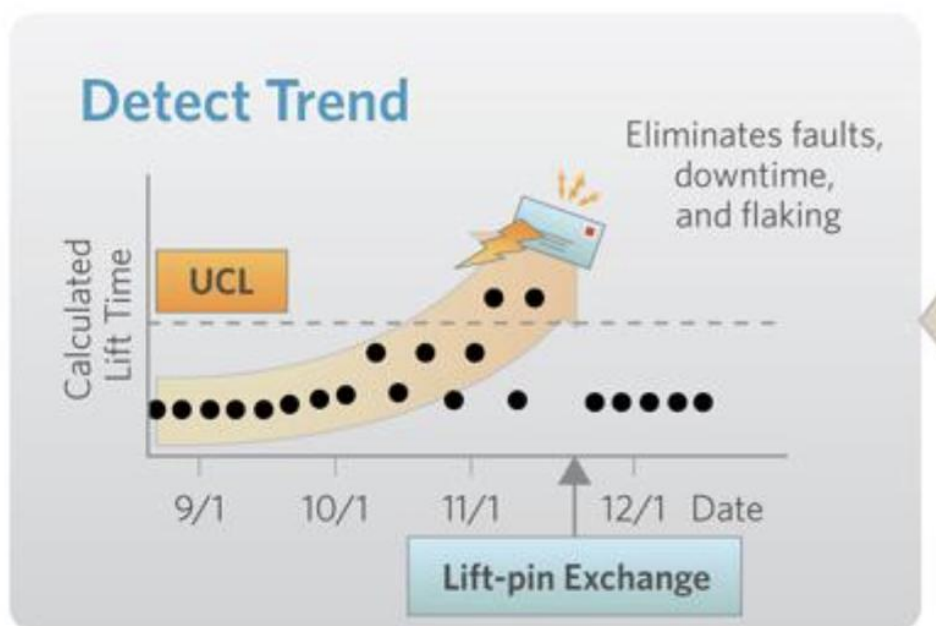 Detect Trend
Eliminates faults,
downtime,
and flaking
UCL
Calculated
Lift Time
9/1
10/1
11/1
12/1
Date
Lift-pin Exchange